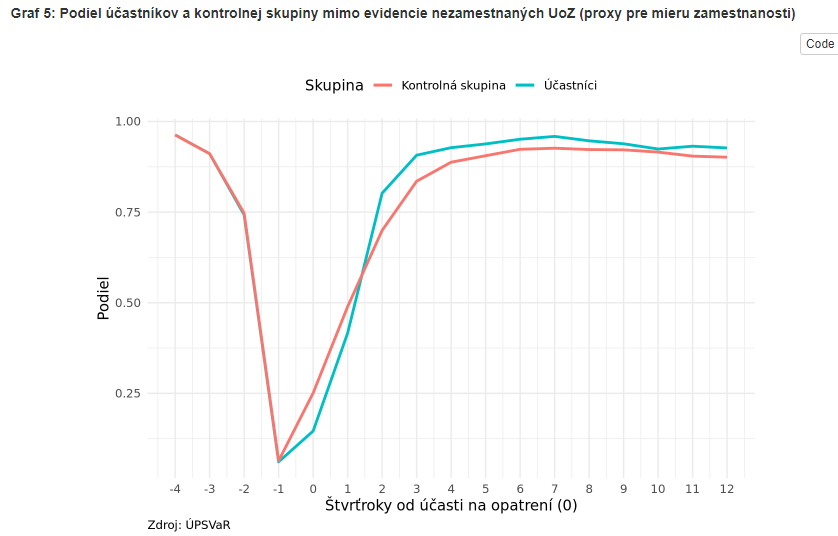 Graf 5: Podiel účastníkov a kontrolnej skupiny mimo evidencie nezamestnaných UoZ (proxy pre mieru zamestnanosti)
Code
Skupina Kontrolná skupina Účastníci
1.00
0.75
0.50
0.25
Podiel
-4 -3 -2 -1 0 1 2 3 4 5 6 7 8 9 10 11 12
Štvrťroky od účasti na opatrení (0)
Zdroj: ÚPSVaR